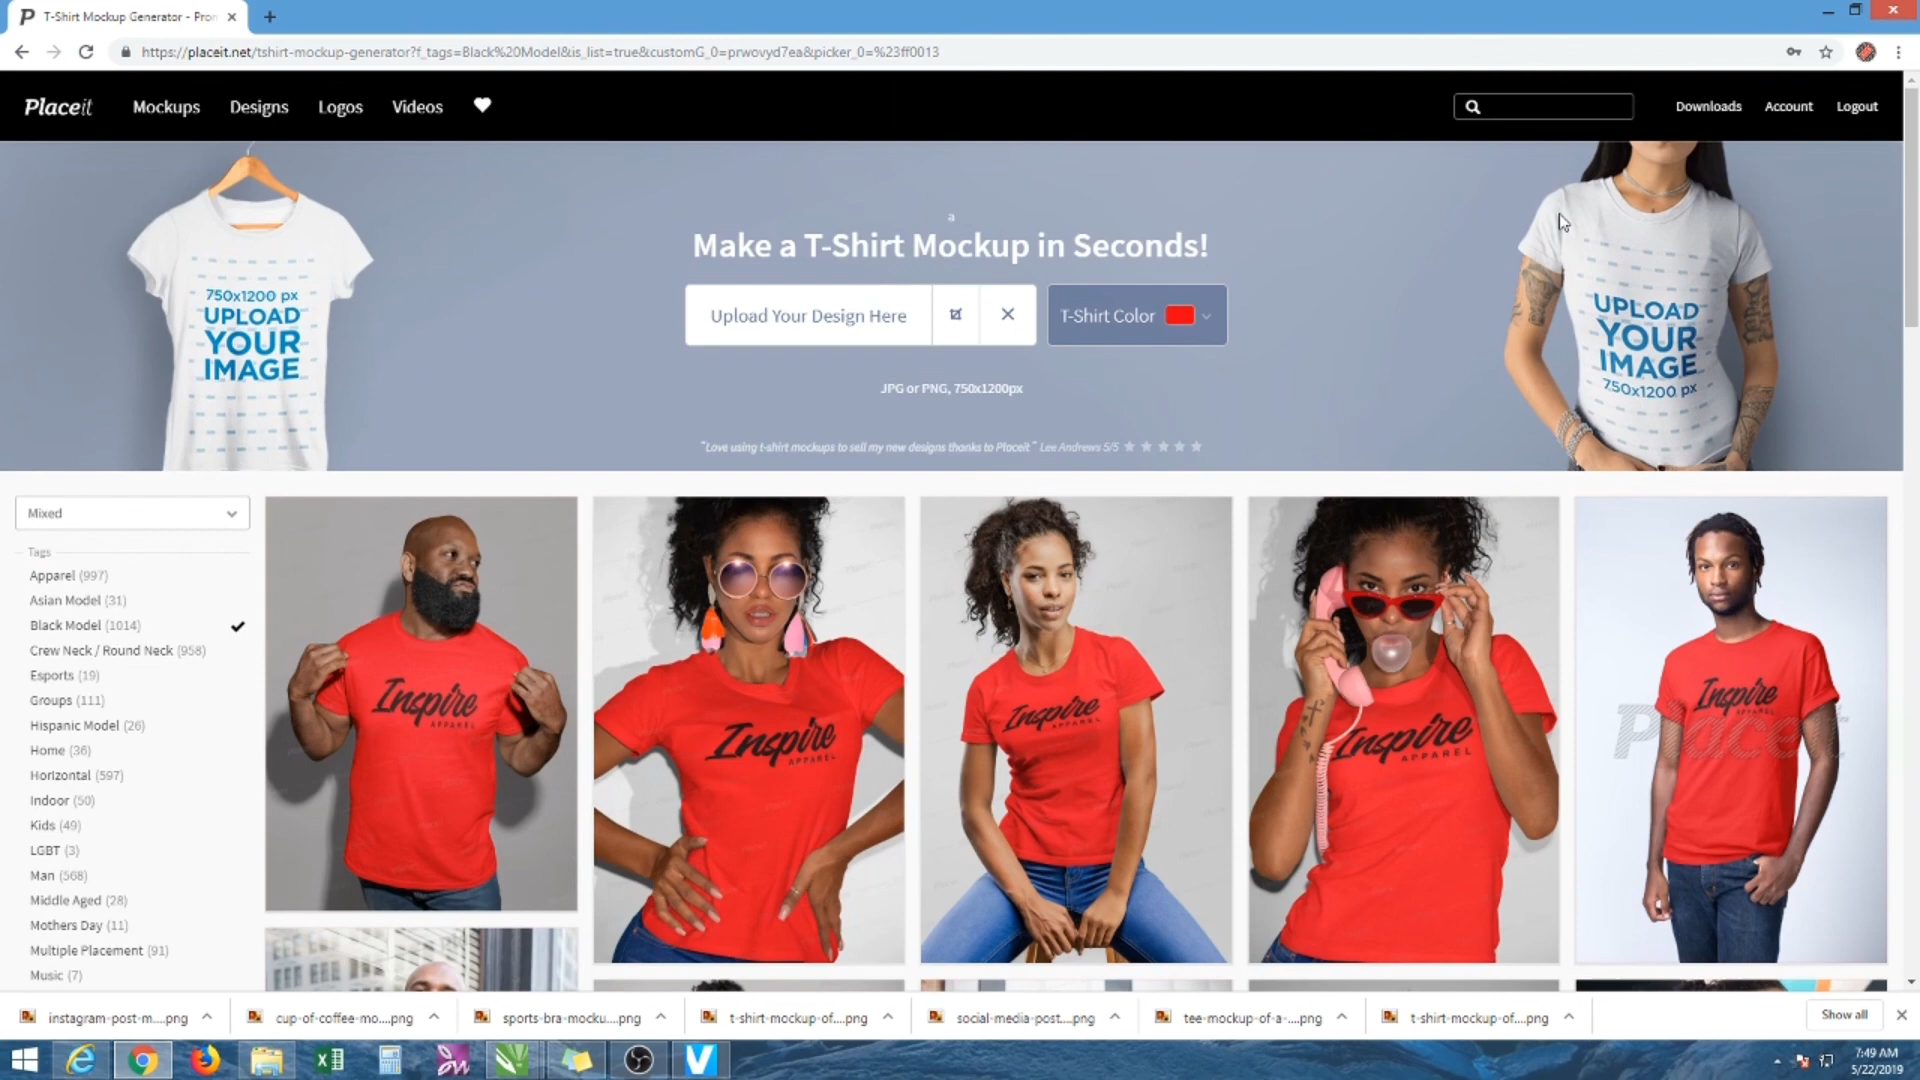 T-Shirt Mockup Generator - Pron
https://placeit.net/tshirt-mockup-generator?f_tags=Black%20Model&is_list=true&customG_0=prwovyd7ea&picker_0=%23ff0013
Placeit Mockups Designs Logos Videos Downloads Account Logout
a
Make a T-Shirt Mockup in Seconds!
Upload Your Design Here
T-Shirt Color
JPG or PNG, 750x1200px
"Love using t-shirt mockups to sell my new designs thanks to Placeit" Lee Andrews 5/5
750x1200 px
UPLOAD
YOUR
IMAGE
UPLOAD
YOUR
IMAGE
750x1200 px
Mixed
Tags
Apparel (997)
Asian Model (31)
Black Model (1014)
Crew Neck / Round Neck (958)
Esports (19)
Groups (111)
Hispanic Model (26)
Home (36)
Horizontal (597)
Indoor (50)
Kids (49)
LGBT (3)
Man (568)
Middle Aged (28)
Mothers Day (11)
Multiple Placement (91)
Music (7)
Inspire
APPAREL
Inspire
APPAREL
Inspire
APPAREL
Inspire
APPAREL
Inspire
APPAREL
Placeit
instagram-post-m....png
cup-of-coffee-mo....png
sports-bra-mocku....png
t-shirt-mockup-of....png
social-media-post....png
tee-mockup-of-a-....png
t-shirt-mockup-of....png
Show all
7:49 AM
5/22/2019